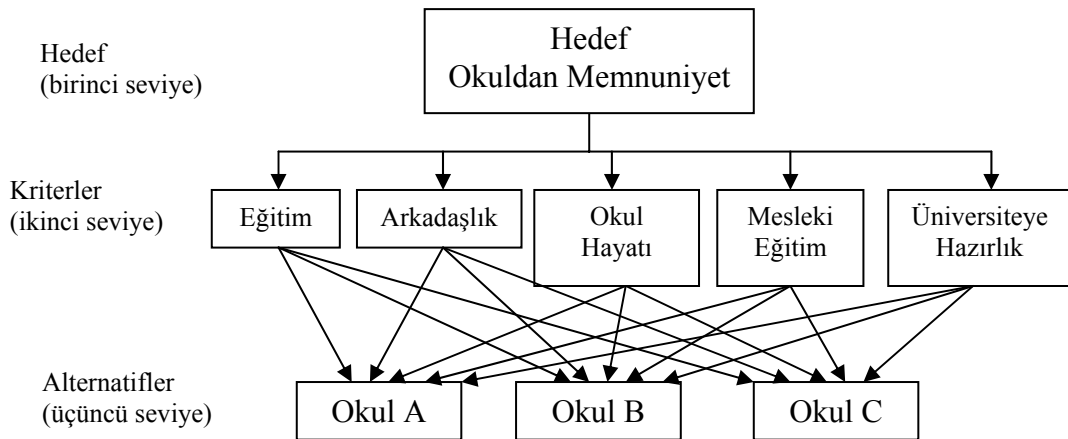 Hedef
(birinci seviye)
Hedef
Okuldan Memnuniyet
Kriterler
(ikinci seviye)
Eğitim
Arkadaşlık
Okul
Hayatı
Mesleki
Eğitim
Üniversiteye
Hazırlık
Alternatifler
(üçüncü seviye)
Okul A
Okul B
Okul C